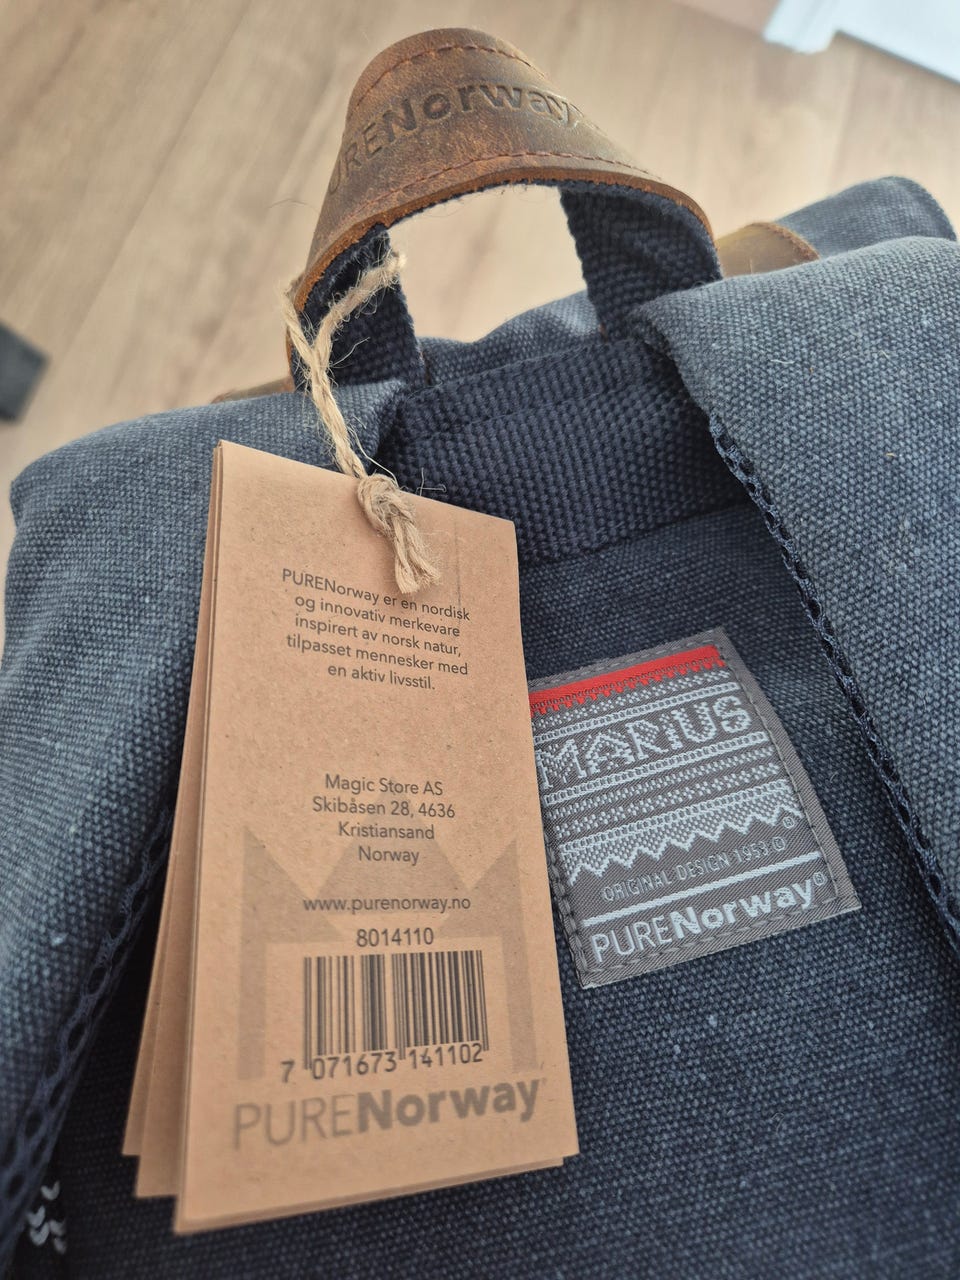 PURENorway
PURENorway er en nordisk
og innovativ merkevare
inspirert av norsk natur,
tilpasset mennesker med
en aktiv livsstil.
Magic Store AS
Skibåsen 28, 4636
Kristiansand
Norway
www.purenorway.no
8014110
7 071673 141102
PURENorway
MARIUS
®
ORIGINAL DESIGN 1953 ©
PURENorway®